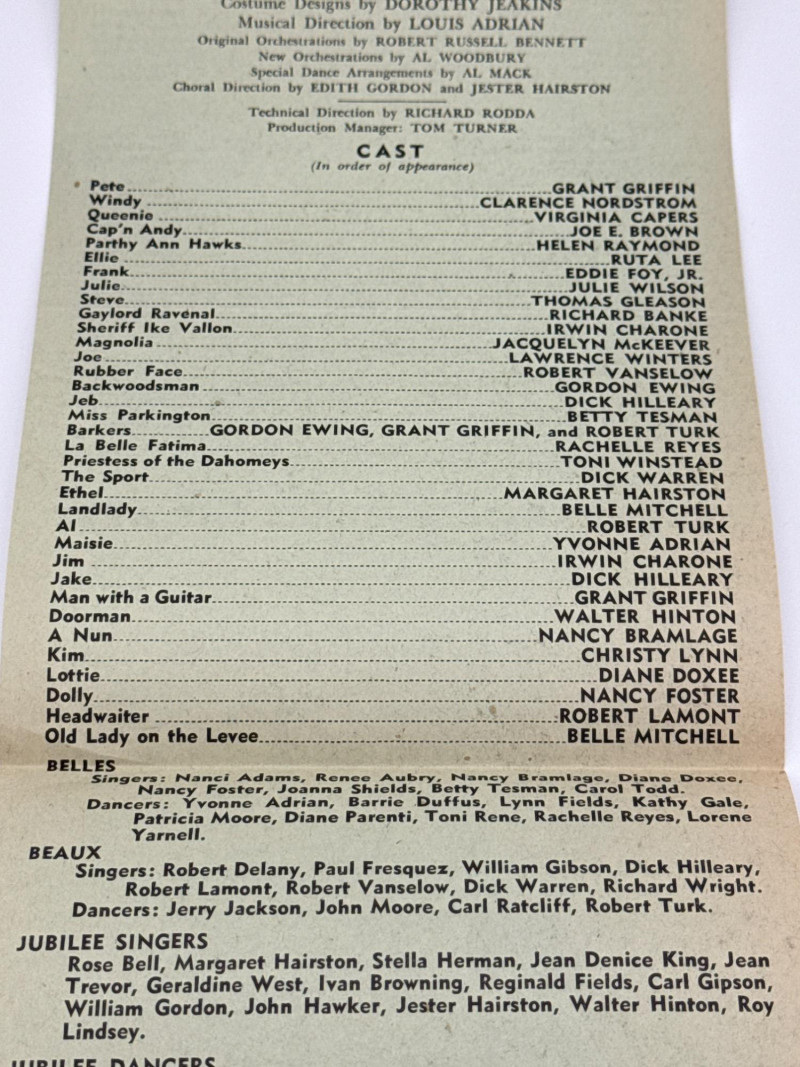 Costume Designs by DOROTHY JEAKINS
Musical Direction by LOUIS ADRIAN
Original Orchestrations by ROBERT RUSSELL BENNETT
New Orchestrations by AL WOODBURY
Special Dance Arrangements by AL MACK
Choral Direction by EDITH GORDON and JESTER HAIRSTON
Technical Direction by RICHARD RODDA
Production Manager: TOM TURNER
CAST
(In order of appearance)
Pete GRANT GRIFFIN
Windy CLARENCE NORDSTROM
Queenie VIRGINIA CAPERS
Cap'n Andy JOE E. BROWN
Parthy Ann Hawks HELEN RAYMOND
Ellie RUTA LEE
Frank EDDIE FOY, JR.
Julie JULIE WILSON
Steve THOMAS GLEASON
Gaylord Ravenal RICHARD BANKE
Sheriff Ike Vallon IRWIN CHARONE
Magnolia JACQUELYN McKEEVER
Joe LAWRENCE WINTERS
Rubber Face ROBERT VANSELOW
Backwoodsman GORDON EWING
Jeb DICK HILLEARY
Miss Parkington BETTY TESMAN
Barkers GORDON EWING, GRANT GRIFFIN, and ROBERT TURK
La Belle Fatima RACHELLE REYES
Priestess of the Dahomeys TONI WINSTEAD
The Sport DICK WARREN
Ethel MARGARET HAIRSTON
Landlady BELLE MITCHELL
Al ROBERT TURK
Maisie YVONNE ADRIAN
Jim IRWIN CHARONE
Jake DICK HILLEARY
Man with a Guitar GRANT GRIFFIN
Doorman WALTER HINTON
A Nun NANCY BRAMLAGE
Kim CHRISTY LYNN
Lottie DIANE DOXEE
Dolly NANCY FOSTER
Headwaiter ROBERT LAMONT
Old Lady on the Levee BELLE MITCHELL
BELLES
Singers: Nanci Adams, Renee Aubry, Nancy Bramlage, Diane Doxee,
Nancy Foster, Joanna Shields, Betty Tesman, Carol Todd.
Dancers: Yvonne Adrian, Barrie Duffus, Lynn Fields, Kathy Gale,
Patricia Moore, Diane Parenti, Toni Rene, Rachelle Reyes, Lorene
Yarnell.
BEAUX
Singers: Robert Delany, Paul Fresquez, William Gibson, Dick Hilleary,
Robert Lamont, Robert Vanselow, Dick Warren, Richard Wright.
Dancers: Jerry Jackson, John Moore, Carl Ratcliff, Robert Turk.
JUBILEE SINGERS
Rose Bell, Margaret Hairston, Stella Herman, Jean Denice King, Jean
Trevor, Geraldine West, Ivan Browning, Reginald Fields, Carl Gipson,
William Gordon, John Hawker, Jester Hairston, Walter Hinton, Roy
Lindsey.
JUBILEE DANCERS